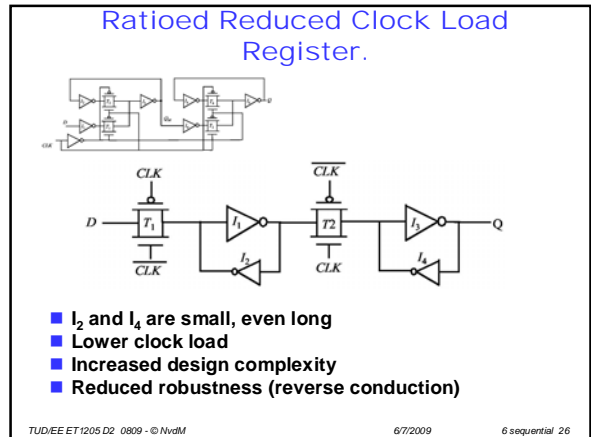 Ratioed Reduced Clock Load
Register.
D
CLK
Q
CLK
CLK
D
T1
I1
T2
I3
Q
I2
I4
CLK
CLK
I2 and I4 are small, even long
Lower clock load
Increased design complexity
Reduced robustness (reverse conduction)
TUD/EE ET1205 D2 0809 - © NvdM
6/7/2009
6 sequential 26